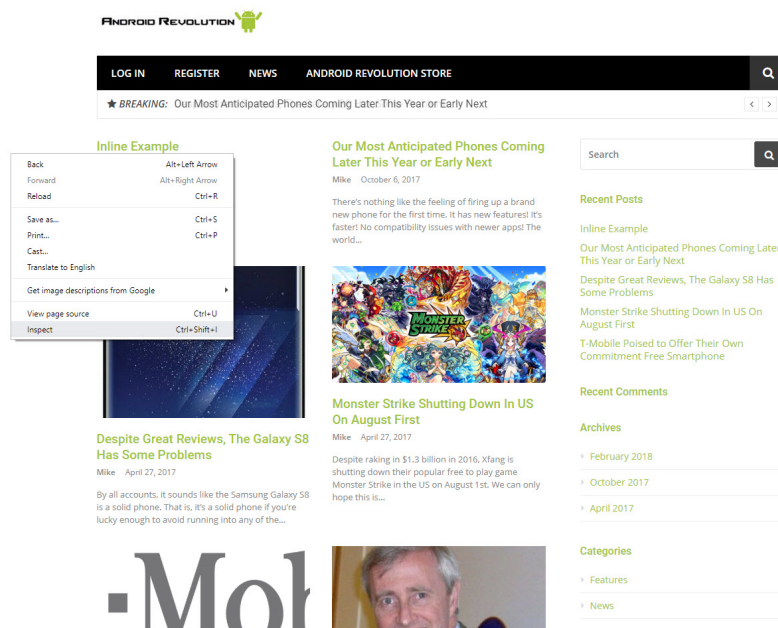 ANDROID REVOLUTION
LOG IN REGISTER NEWS ANDROID REVOLUTION STORE
BREAKING: Our Most Anticipated Phones Coming Later This Year or Early Next
Inline Example
Back Alt+Left Arrow
Forward Alt+Right Arrow
Reload Ctrl+R
Save as... Ctrl+S
Print... Ctrl+P
Cast...
Translate to English
Get image descriptions from Google
View page source Ctrl+U
Inspect Ctrl+Shift+I
Despite Great Reviews, The Galaxy S8
Has Some Problems
Mike April 27, 2017
By all accounts, it sounds like the Samsung Galaxy S8
is a solid phone. That is, it's a solid phone if you're
lucky enough to avoid running into any of the...
Mob
Our Most Anticipated Phones Coming
Later This Year or Early Next
Mike October 6, 2017
There's nothing like the feeling of firing up a brand
new phone for the first time. It has new features! It's
faster! No compatibility issues with newer apps! The
world...
MONSTER
STRIKE
Monster Strike Shutting Down In US
On August First
Mike April 27, 2017
Despite raking in $1.3 billion in 2016, Xfang is
shutting down their popular free to play game
Monster Strike in the US on August 1st. We can only
hope this is...
Search
Recent Posts
Inline Example
Our Most Anticipated Phones Coming Later
This Year or Early Next
Despite Great Reviews, The Galaxy S8 Has
Some Problems
Monster Strike Shutting Down In US On
August First
T-Mobile Poised to Offer Their Own
Commitment Free Smartphone
Recent Comments
Archives
February 2018
October 2017
April 2017
Categories
Features
News